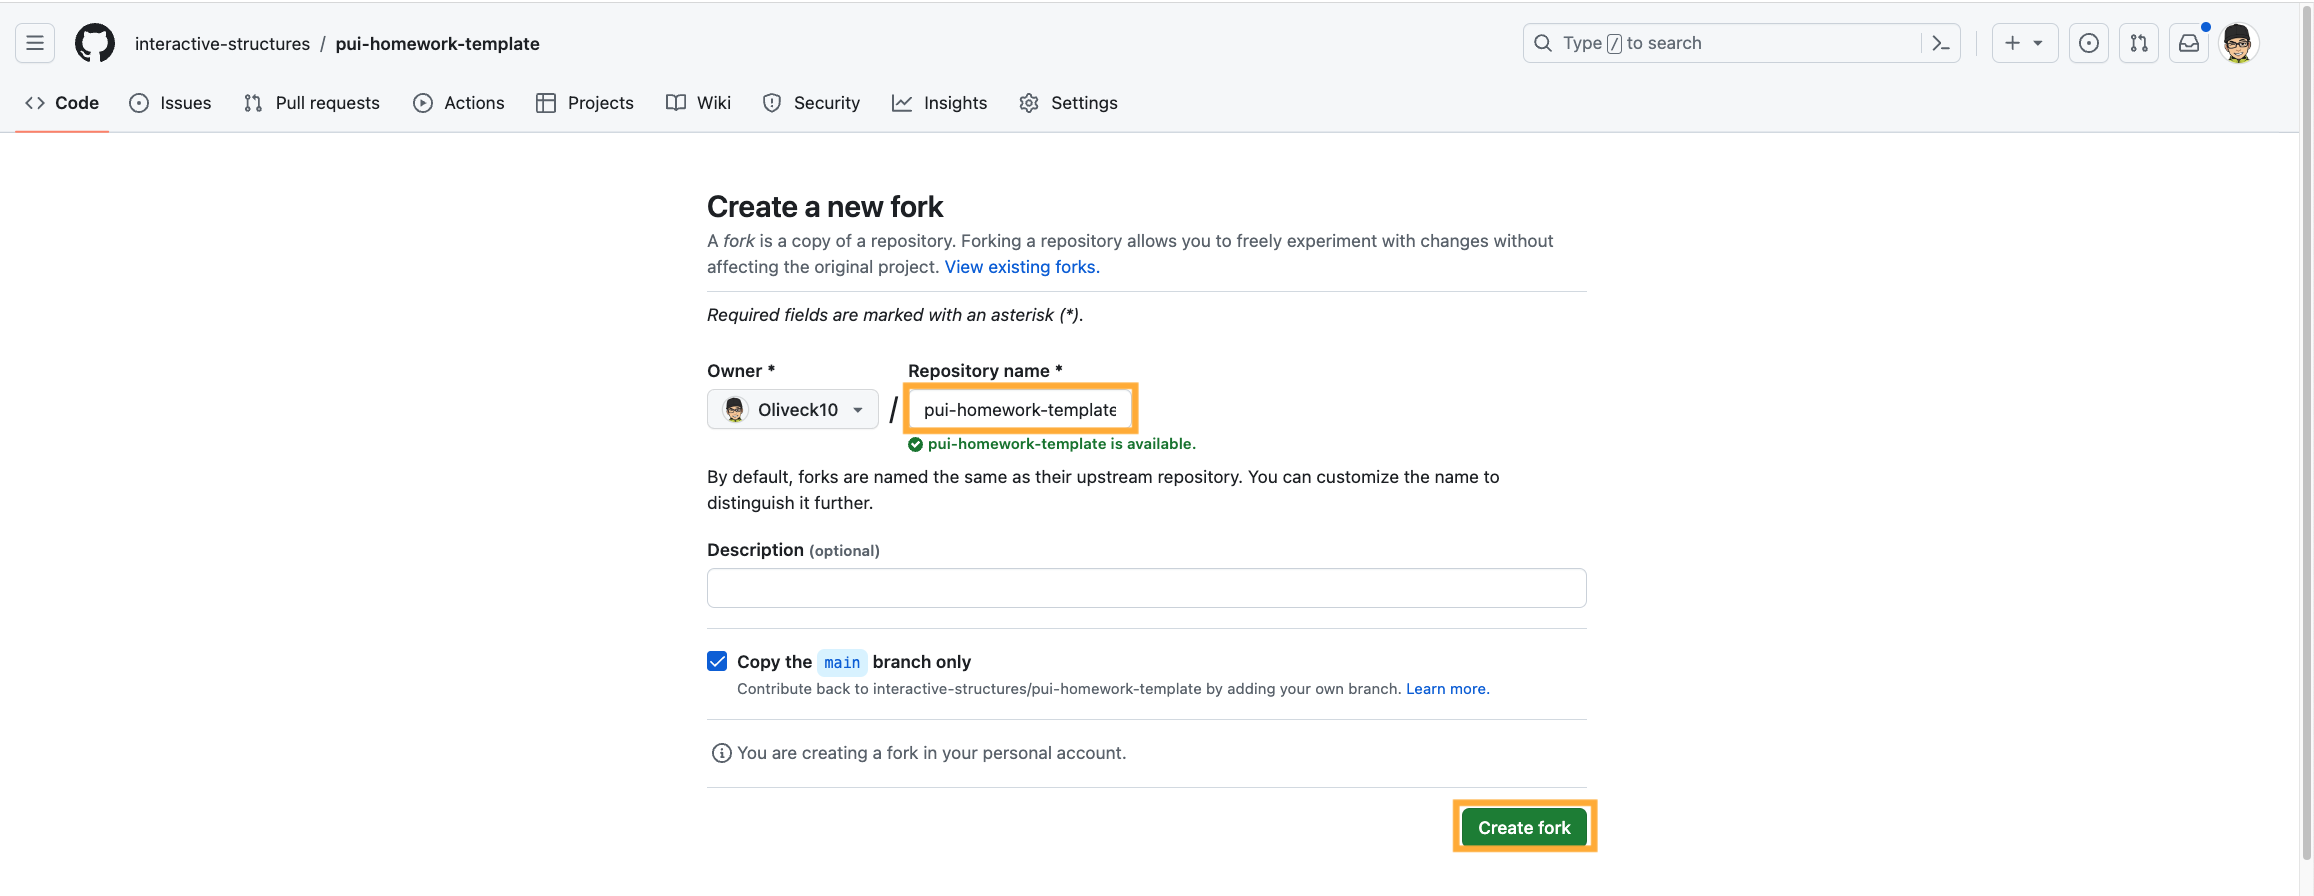 interactive-structures / pui-homework-template
Type / to search
Code Issues Pull requests Actions Projects Wiki Security Insights Settings
Create a new fork
A fork is a copy of a repository. Forking a repository allows you to freely experiment with changes without
affecting the original project. View existing forks.
Required fields are marked with an asterisk (*).
Owner * Repository name *
Oliveck10 / pui-homework-template
pui-homework-template is available.
By default, forks are named the same as their upstream repository. You can customize the name to
distinguish it further.
Description (optional)
Copy the main branch only
Contribute back to interactive-structures/pui-homework-template by adding your own branch. Learn more.
You are creating a fork in your personal account.
Create fork